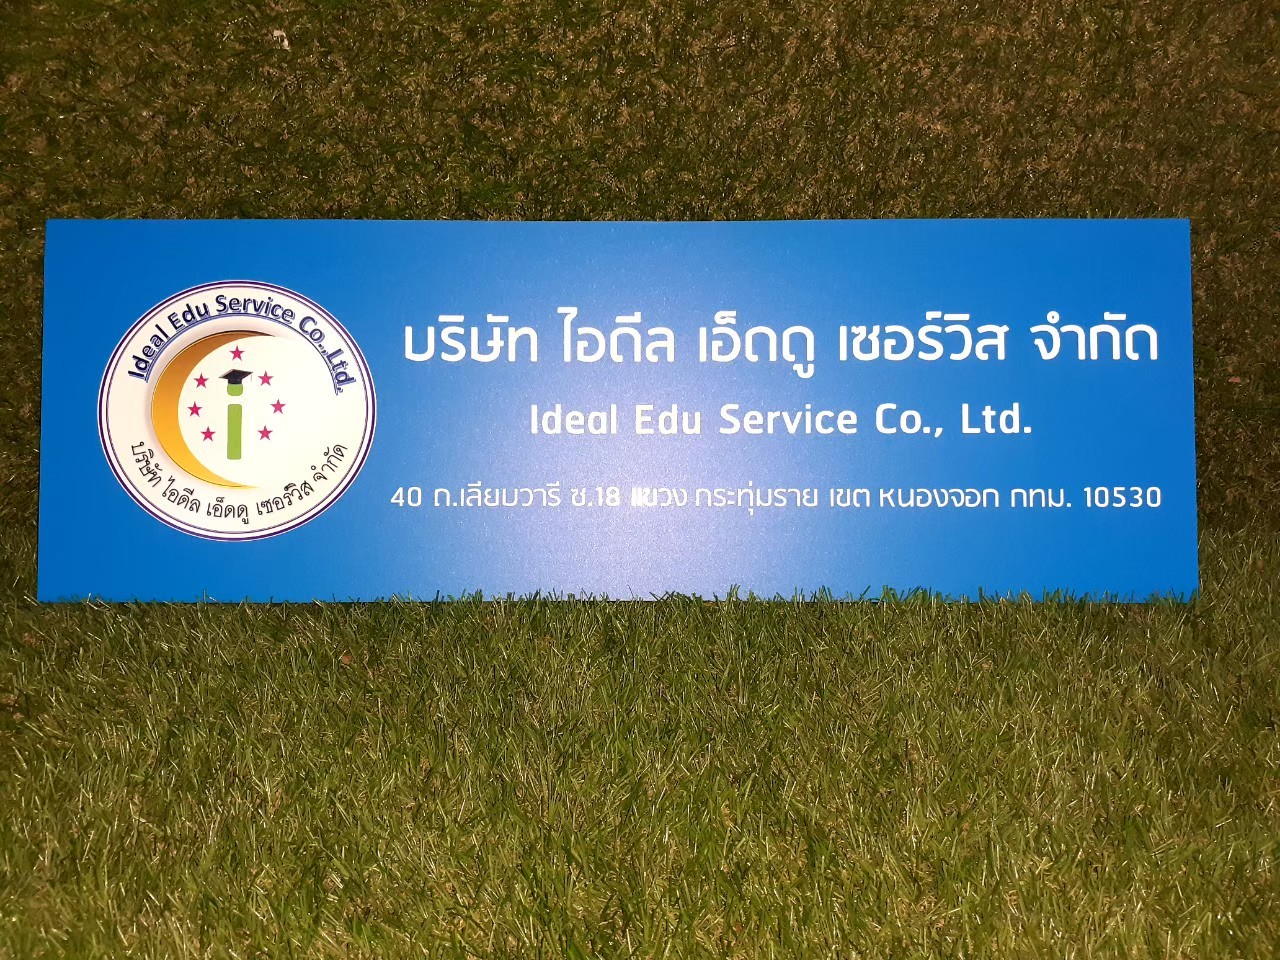 Ideal Edu Service Co.,Ltd.
บริษัท ไอดีล เอ็ดดู เซอร์วิส จำกัด
บริษัท ไอดีล เอ็ดดู เซอร์วิส จำกัด
Ideal Edu Service Co., Ltd.
40 ถ.เลียบวารี ซ.18 แขวง กระทุ่มราย เขต หนองจอก กทม. 10530